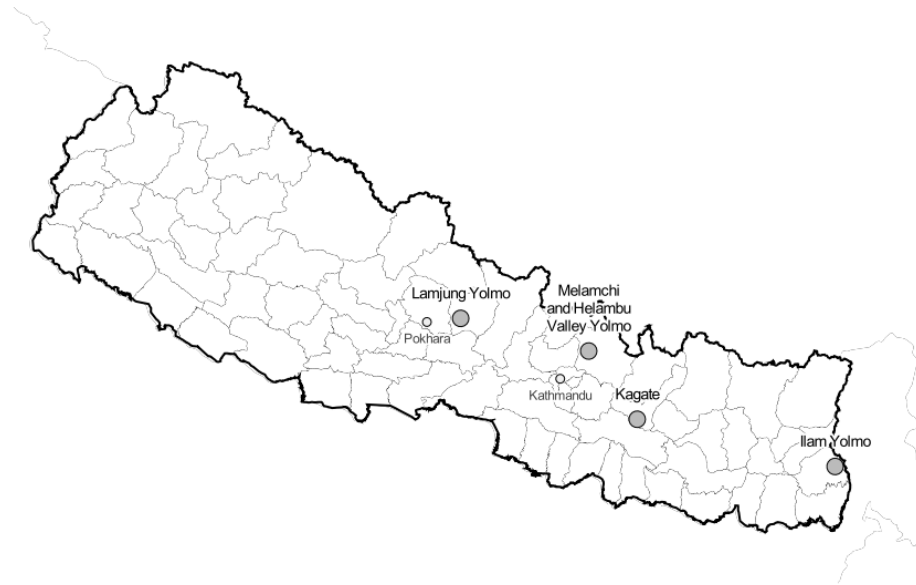 Lamjung Yolmo
Pokhara
Melamchi
and Helambu
Valley Yolmo
Kathmandu
Kagate
Ilam Yolmo